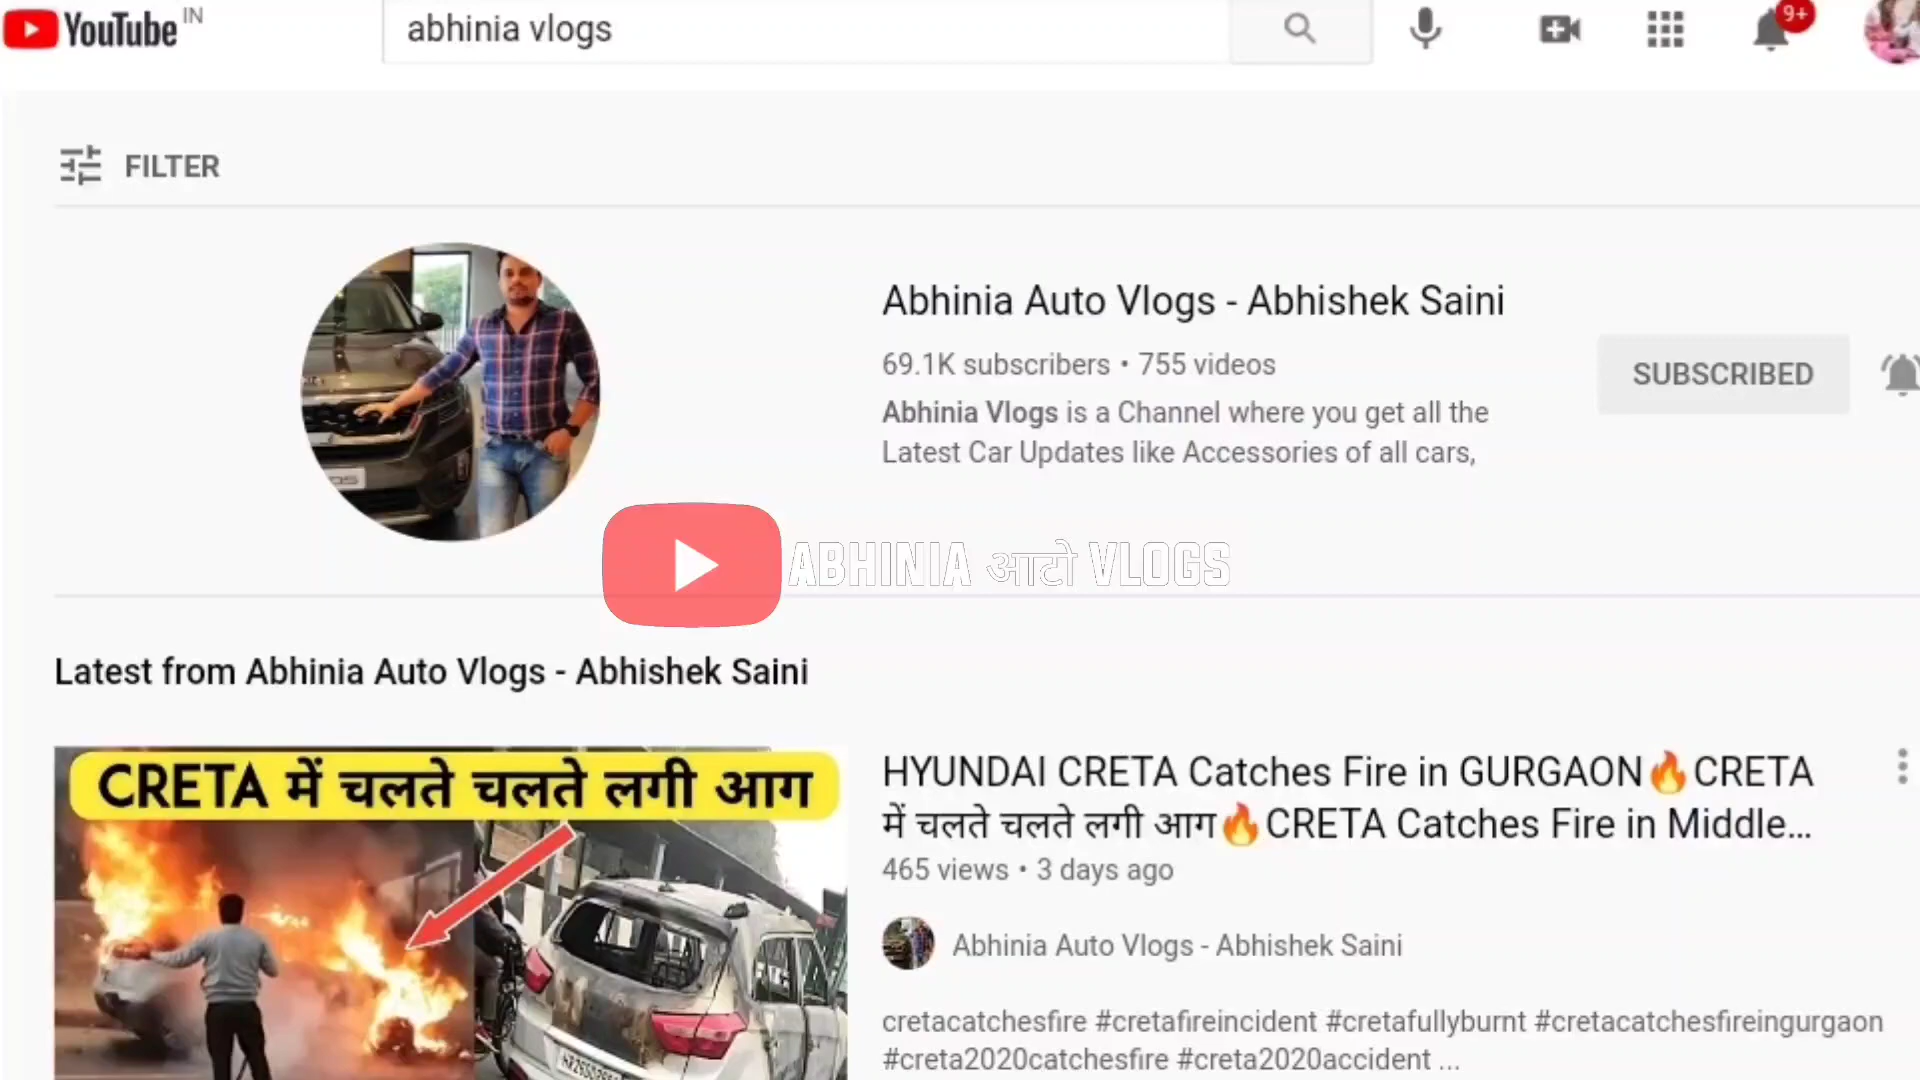 YouTube IN
abhinia vlogs
9+
FILTER
Abhinia Auto Vlogs - Abhishek Saini
69.1K subscribers • 755 videos
Abhinia Vlogs is a Channel where you get all the
Latest Car Updates like Accessories of all cars,
SUBSCRIBED
ABHINIA आटो VLOGS
Latest from Abhinia Auto Vlogs - Abhishek Saini
CRETA में चलते चलते लगी आग
HYUNDAI CRETA Catches Fire in GURGAON🔥CRETA
में चलते चलते लगी आग🔥CRETA Catches Fire in Middle...
465 views • 3 days ago
Abhinia Auto Vlogs - Abhishek Saini
cretacatchesfire #cretafireincident #cretafullyburnt #cretacatchesfireingurgaon
#creta2020catchesfire #creta2020accident ...